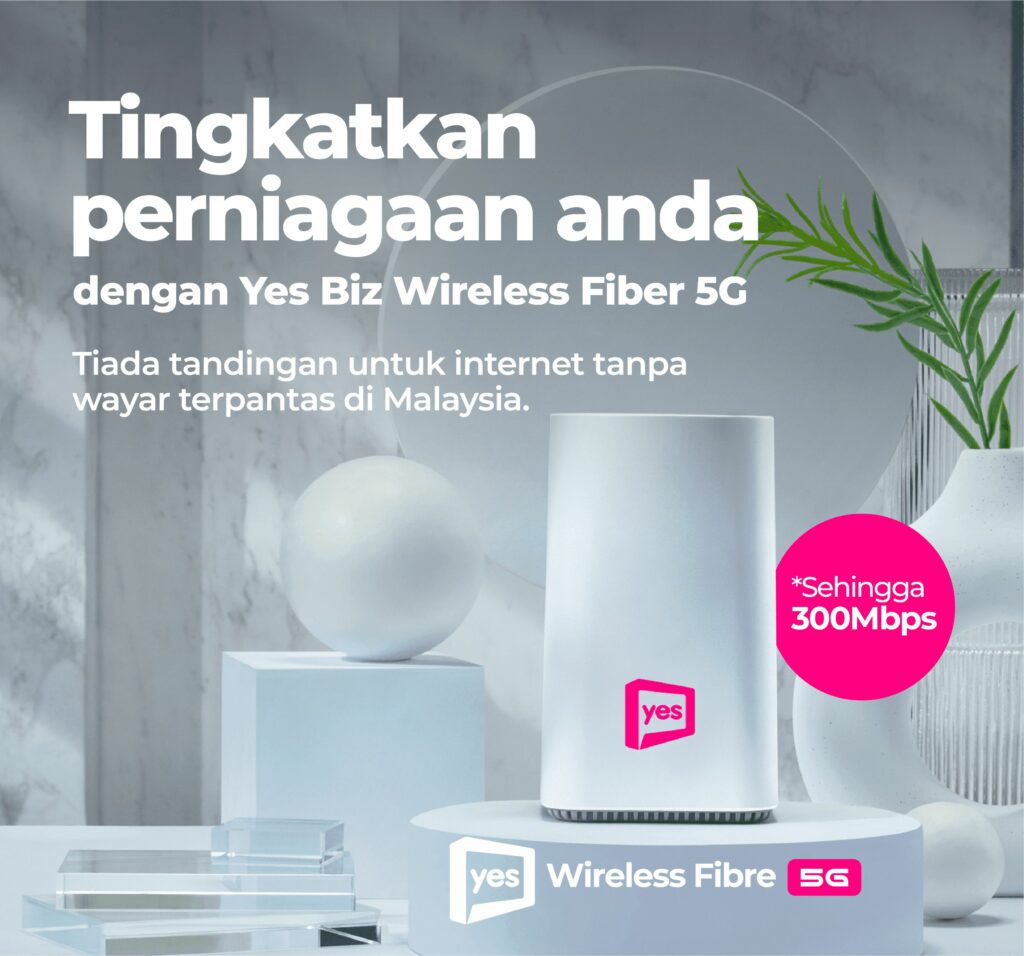 Tingkatkan
perniagaan anda
dengan Yes Biz Wireless Fiber 5G
Tiada tandingan untuk internet tanpa
wayar terpantas di Malaysia.
*Sehingga
300Mbps
yes
yes Wireless Fibre 5G